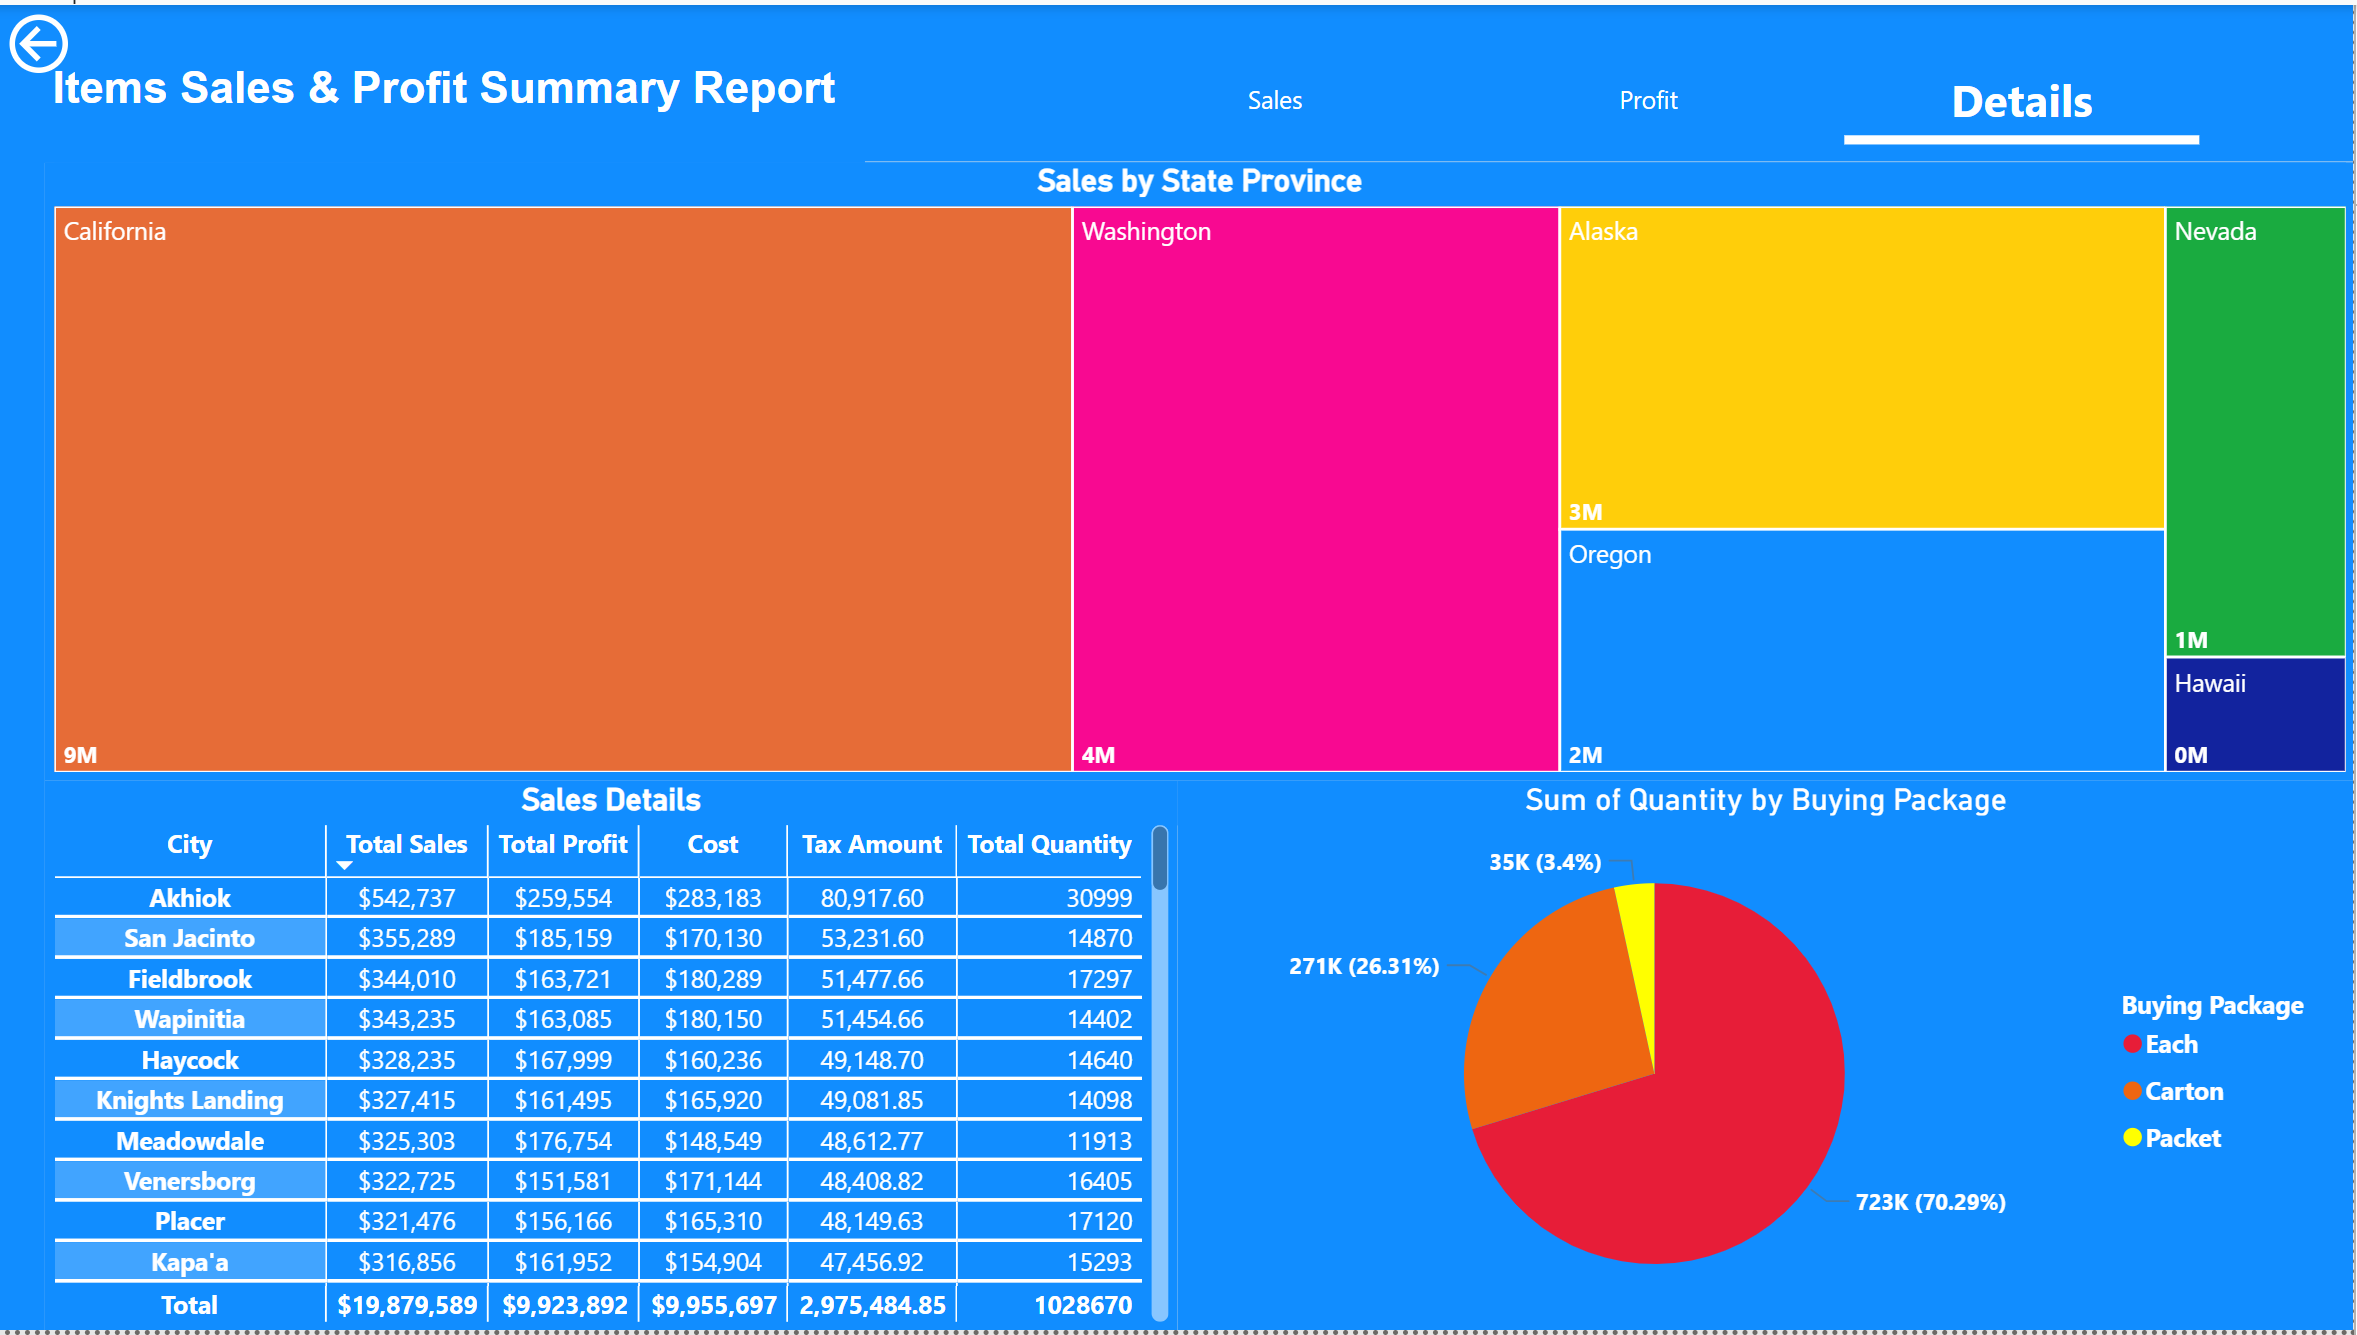 Items Sales & Profit Summary Report
Sales Profit Details
Sales by State Province
California Washington Alaska Nevada
3M
Oregon
1M
Hawaii
9M 4M 2M 0M
Sales Details
City Total Sales Total Profit Cost Tax Amount Total Quantity
Akhiok $542,737 $259,554 $283,183 80,917.60 30999
San Jacinto $355,289 $185,159 $170,130 53,231.60 14870
Fieldbrook $344,010 $163,721 $180,289 51,477.66 17297
Wapinitia $343,235 $163,085 $180,150 51,454.66 14402
Haycock $328,235 $167,999 $160,236 49,148.70 14640
Knights Landing $327,415 $161,495 $165,920 49,081.85 14098
Meadowdale $325,303 $176,754 $148,549 48,612.77 11913
Venersborg $322,725 $151,581 $171,144 48,408.82 16405
Placer $321,476 $156,166 $165,310 48,149.63 17120
Kapa'a $316,856 $161,952 $154,904 47,456.92 15293
Total $19,879,589 $9,923,892 $9,955,697 2,975,484.85 1028670
Sum of Quantity by Buying Package
35K (3.4%)
271K (26.31%)
723K (70.29%)
Buying Package
Each
Carton
Packet